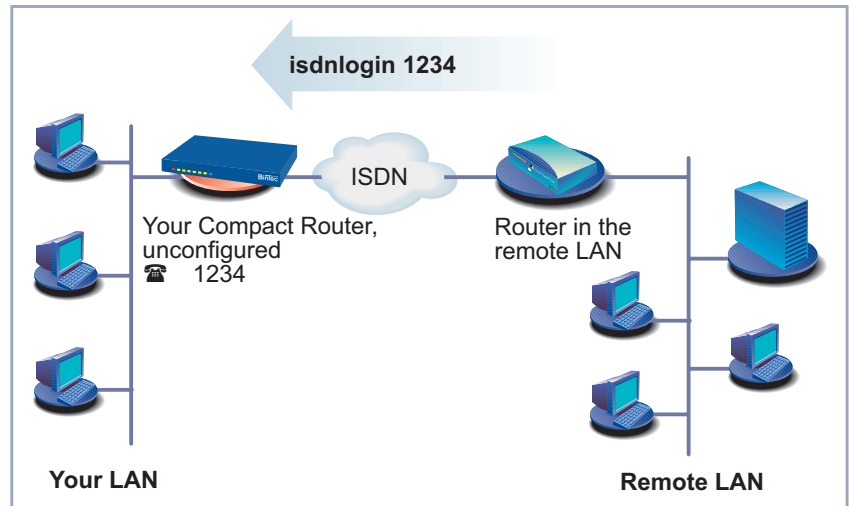 isdnlogin 1234
BinTec
ISDN
Your Compact Router,
unconfigured
☎ 1234
Router in the
remote LAN
Your LAN
Remote LAN